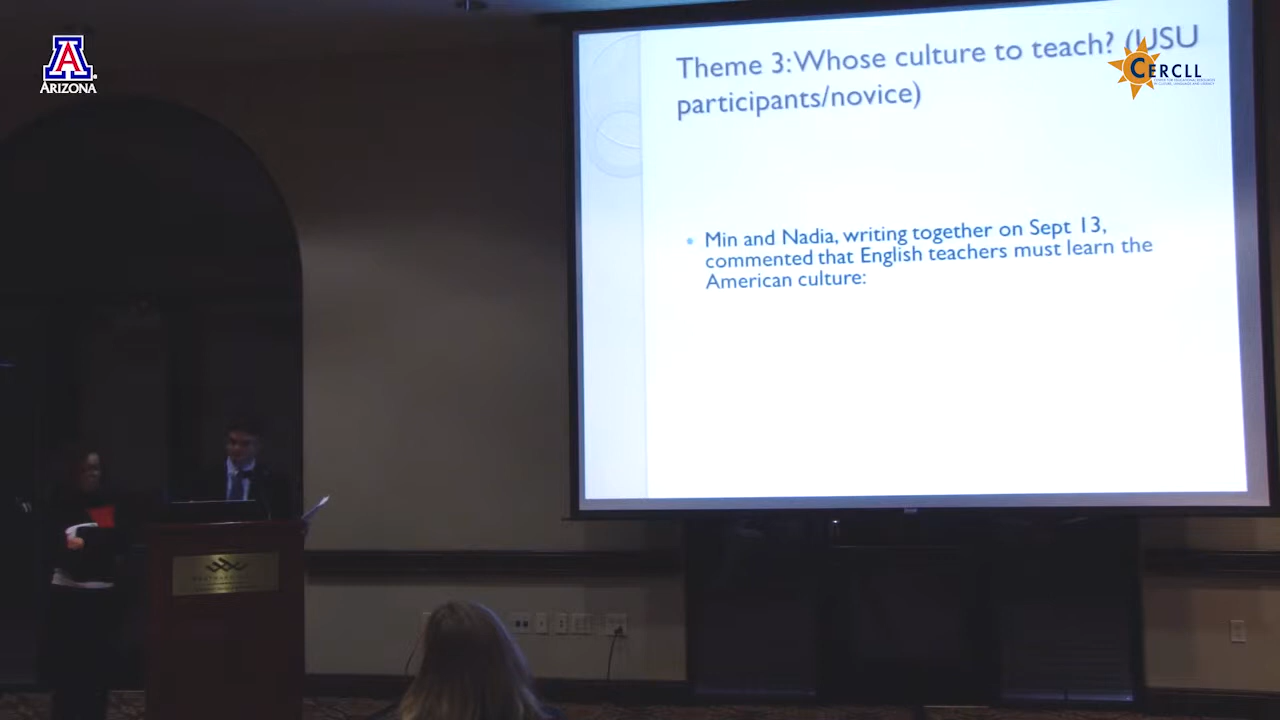 A
ARIZONA
Theme 3: Whose culture to teach? (USU
participants/novice)
CERCLL
• Min and Nadia, writing together on Sept 13,
commented that English teachers must learn the
American culture: